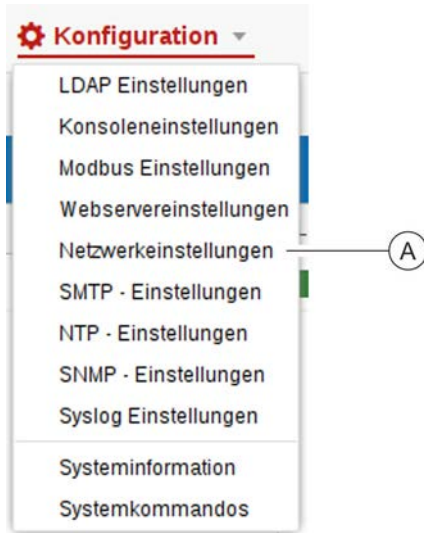 Konfiguration
LDAP Einstellungen
Konsoleneinstellungen
Modbus Einstellungen
Webservereinstellungen
Netzwerkeinstellungen
A
SMTP - Einstellungen
NTP - Einstellungen
SNMP - Einstellungen
Syslog Einstellungen
Systeminformation
Systemkommandos